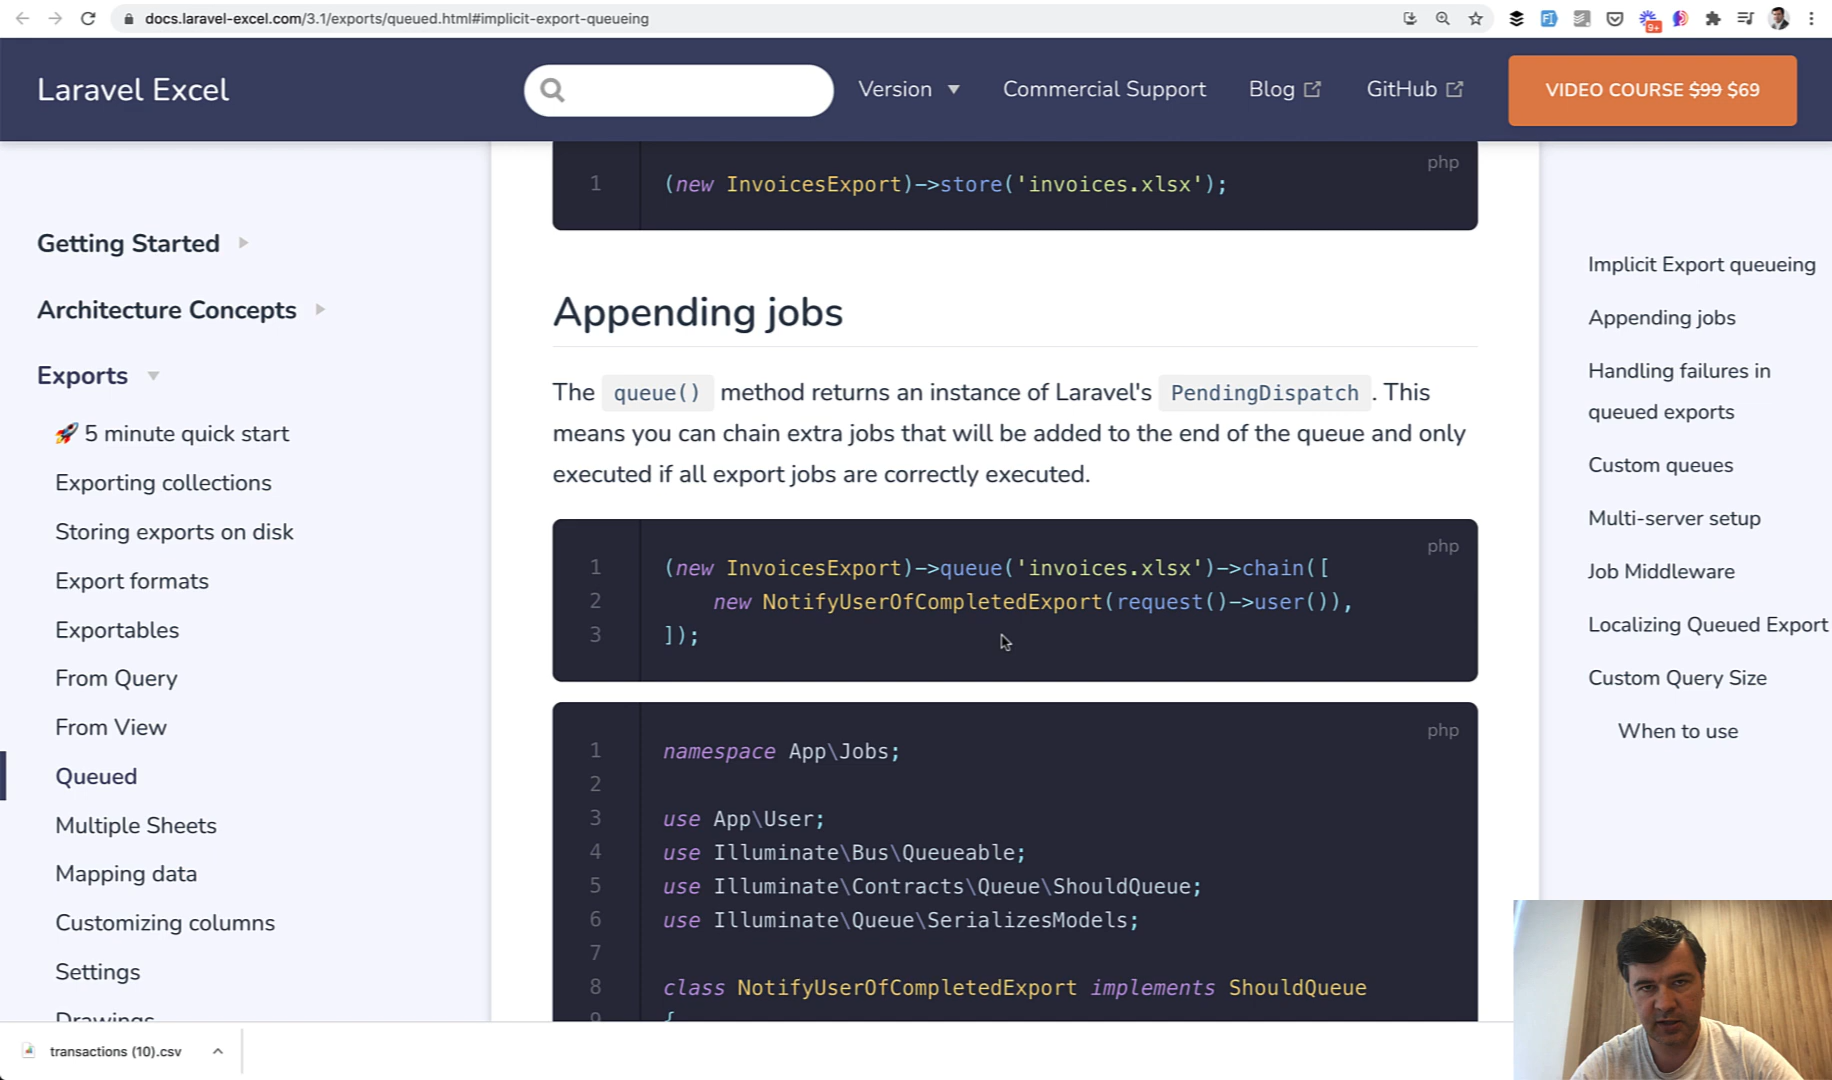 docs.laravel-excel.com/3.1/exports/queued.html#implicit-export-queueing
9+
Laravel Excel
Version
Commercial Support
Blog
GitHub
VIDEO COURSE $99 $69
Getting Started
Architecture Concepts
Exports
🚀 5 minute quick start
Exporting collections
Storing exports on disk
Export formats
Exportables
From Query
From View
Queued
Multiple Sheets
Mapping data
Customizing columns
Settings
Drawings
php
1 (new InvoicesExport)->store('invoices.xlsx');
Appending jobs
The queue() method returns an instance of Laravel's PendingDispatch. This
means you can chain extra jobs that will be added to the end of the queue and only
executed if all export jobs are correctly executed.
php
1 (new InvoicesExport)->queue('invoices.xlsx')->chain([
2     new NotifyUserOfCompletedExport(request()->user()),
3 ]);
php
1 namespace App\Jobs;
2
3 use App\User;
4 use Illuminate\Bus\Queueable;
5 use Illuminate\Contracts\Queue\ShouldQueue;
6 use Illuminate\Queue\SerializesModels;
7
8 class NotifyUserOfCompletedExport implements ShouldQueue
9 {
Implicit Export queueing
Appending jobs
Handling failures in
queued exports
Custom queues
Multi-server setup
Job Middleware
Localizing Queued Export
Custom Query Size
When to use
transactions (10).csv